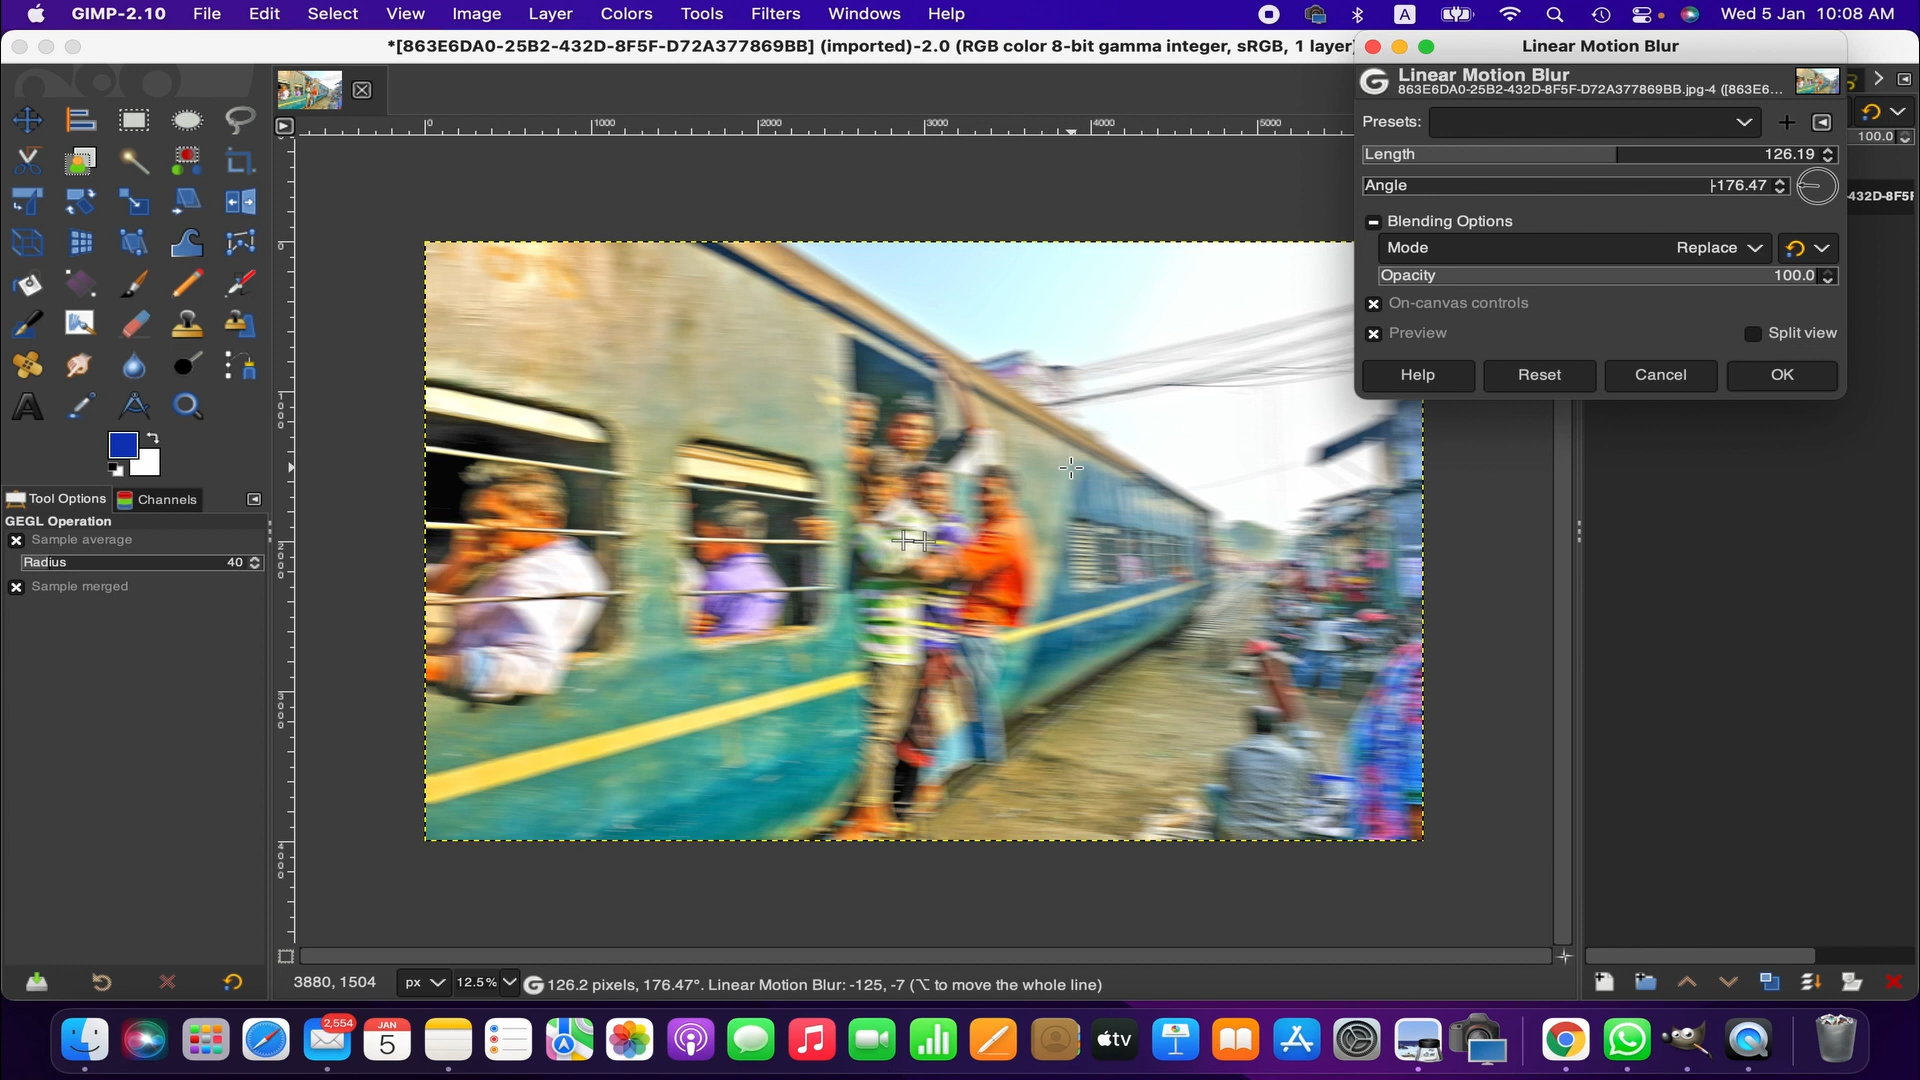 GIMP-2.10 File Edit Select View Image Layer Colors Tools Filters Windows Help A Wed 5 Jan 10:08 AM
*[863E6DA0-25B2-432D-8F5F-D72A377869BB] (imported)-2.0 (RGB color 8-bit gamma integer, sRGB, 1 layer)
Linear Motion Blur
Linear Motion Blur
863E6DA0-25B2-432D-8F5F-D72A377869BB.jpg-4 ([863E6...
Presets:
100.0
Length 126.19
Angle -176.47
-432D-8F5F
Blending Options
Mode Replace
Opacity 100.0
On-canvas controls
Preview Split view
Help Reset Cancel OK
0 1000 2000 3000 4000 5000
0
1000
2000
3000
4000
Tool Options Channels
GEGL Operation
Sample average
Radius 40
Sample merged
3880, 1504 px 12.5% 126.2 pixels, 176.47°. Linear Motion Blur: -125, -7 (⌥ to move the whole line)
2,554
JAN
5
tv